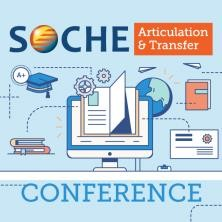 SOCHE
Articulation
& Transfer
A+
CONFERENCE